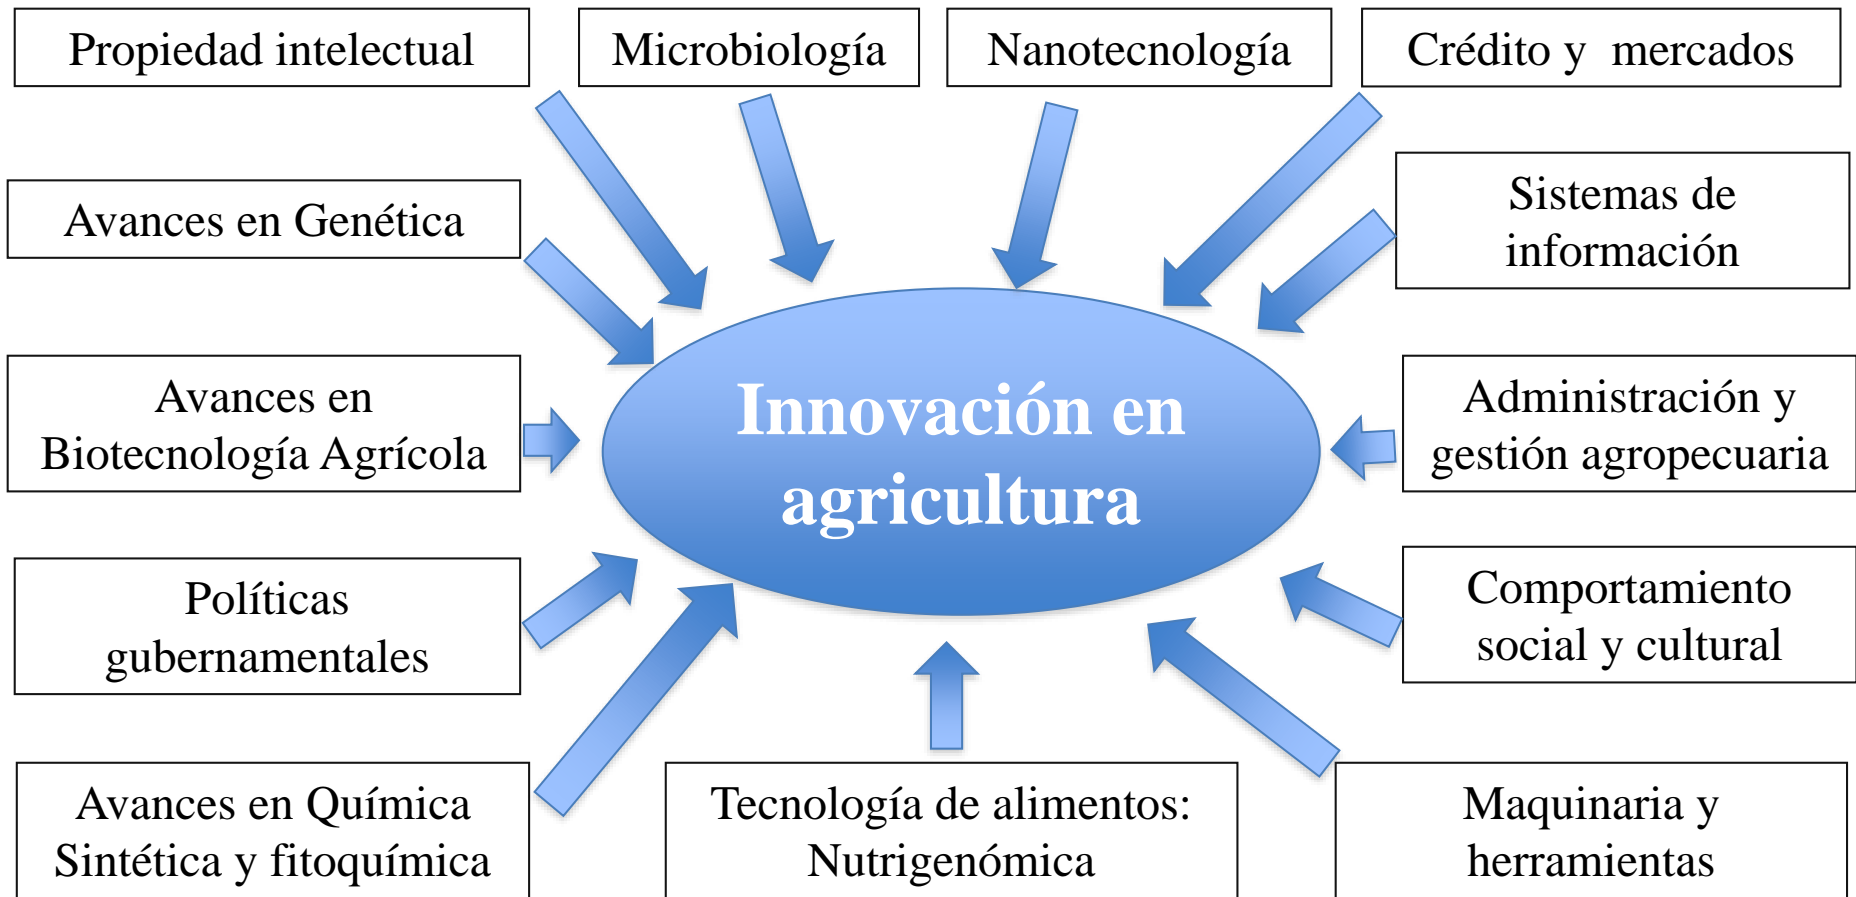 Propiedad intelectual
Microbiología
Nanotecnología
Crédito y mercados
Avances en Genética
Sistemas de
información
Avances en
Biotecnología Agrícola
Innovación en
agricultura
Administración y
gestión agropecuaria
Políticas
gubernamentales
Comportamiento
social y cultural
Avances en Química
Sintética y fitoquímica
Tecnología de alimentos:
Nutrigenómica
Maquinaria y
herramientas